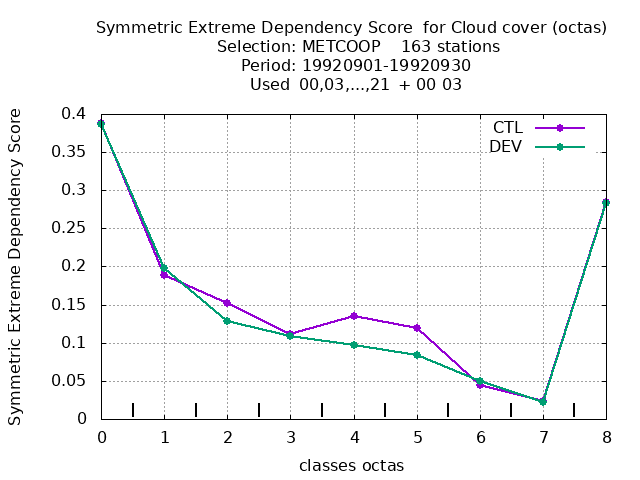 Symmetric Extreme Dependency Score  for Cloud cover (octas)
Selection: METCOOP    163 stations
Period: 19920901-19920930
Used  00,03,...,21  + 00 03
Symmetric Extreme Dependency Score
0.4
0.35
0.3
0.25
0.2
0.15
0.1
0.05
0
CTL
DEV
0 1 2 3 4 5 6 7 8
classes octas